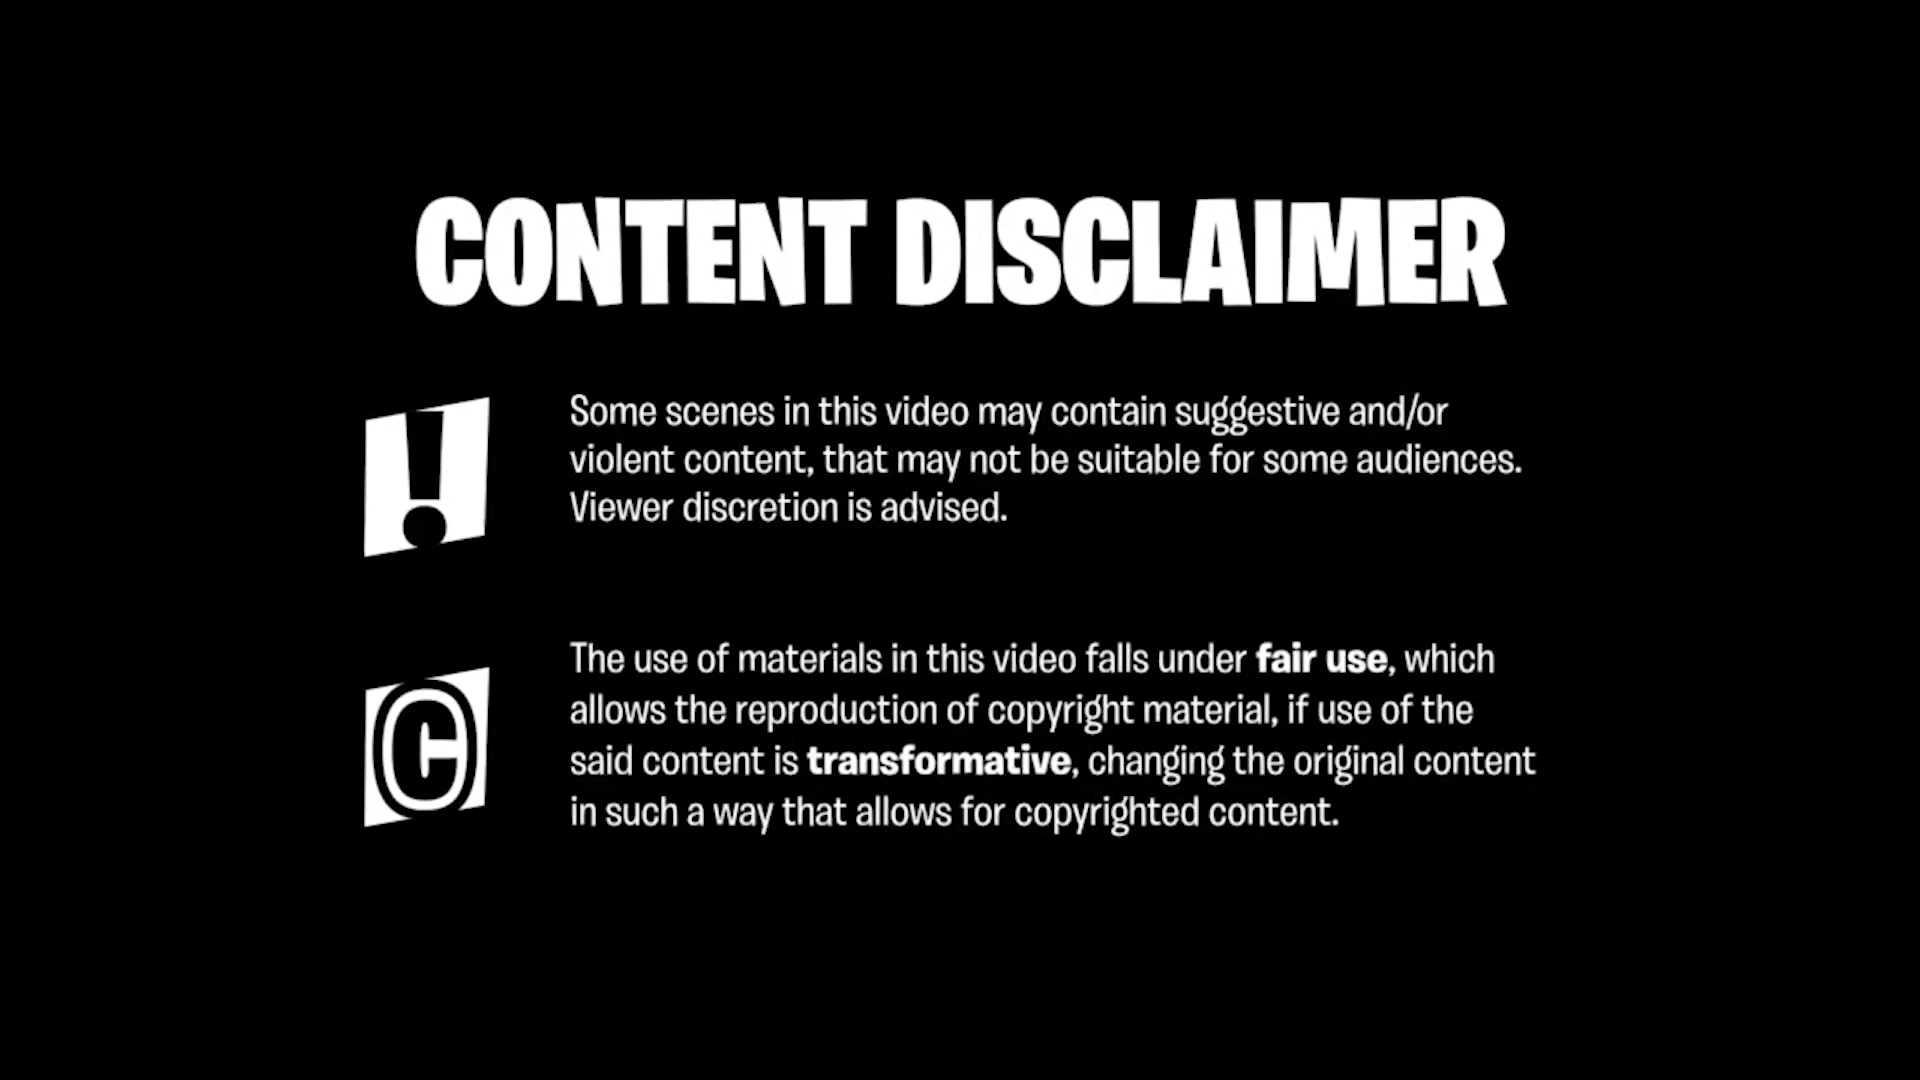 CONTENT DISCLAIMER
!
Some scenes in this video may contain suggestive and/or
violent content, that may not be suitable for some audiences.
Viewer discretion is advised.
©
The use of materials in this video falls under fair use, which
allows the reproduction of copyright material, if use of the
said content is transformative, changing the original content
in such a way that allows for copyrighted content.